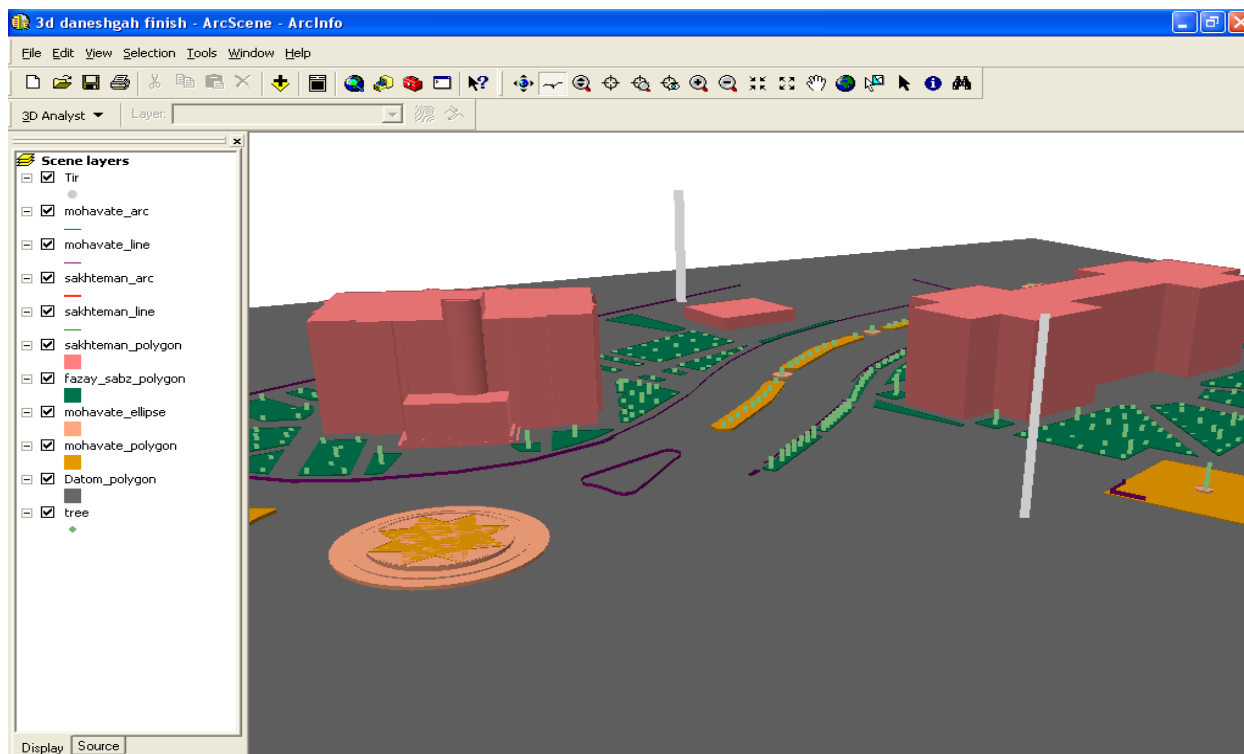 3d daneshgah finish - ArcScene - ArcInfo
File Edit View Selection Tools Window Help
3D Analyst Layer:
Scene layers
Tir
mohavate_arc
mohavate_line
sakhteman_arc
sakhteman_line
sakhteman_polygon
fazay_sabz_polygon
mohavate_ellipse
mohavate_polygon
Datom_polygon
tree
Display Source